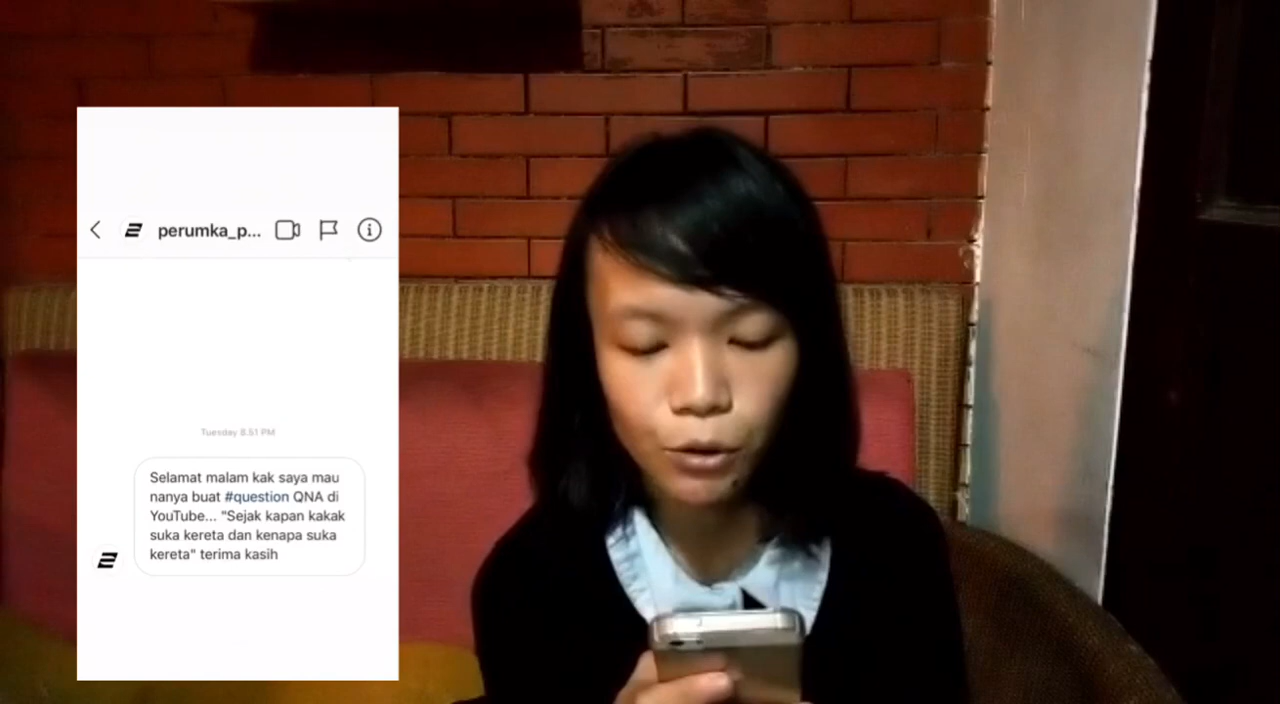 perumka_p...
Tuesday 8.51 PM
Selamat malam kak saya mau
nanya buat #question QNA di
YouTube... "Sejak kapan kakak
suka kereta dan kenapa suka
kereta" terima kasih